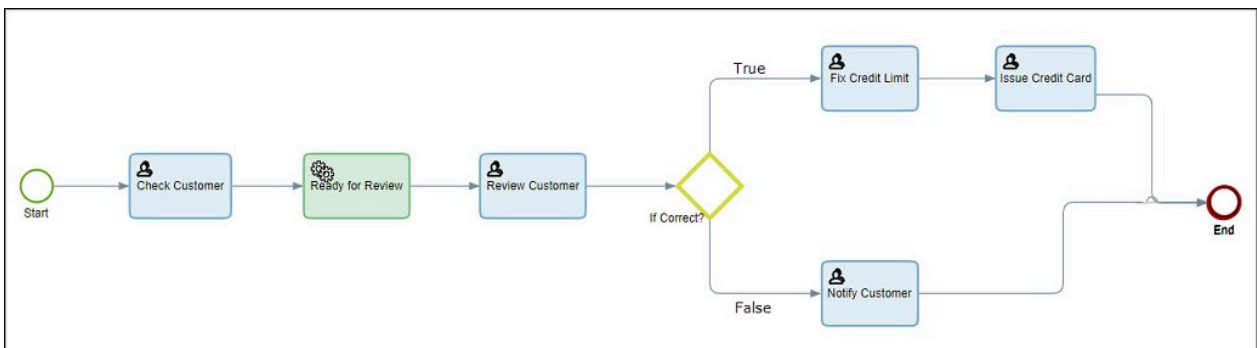 True
Fix Credit Limit
Issue Credit Card
Check Customer
Ready for Review
Review Customer
Start
If Correct?
End
Notify Customer
False